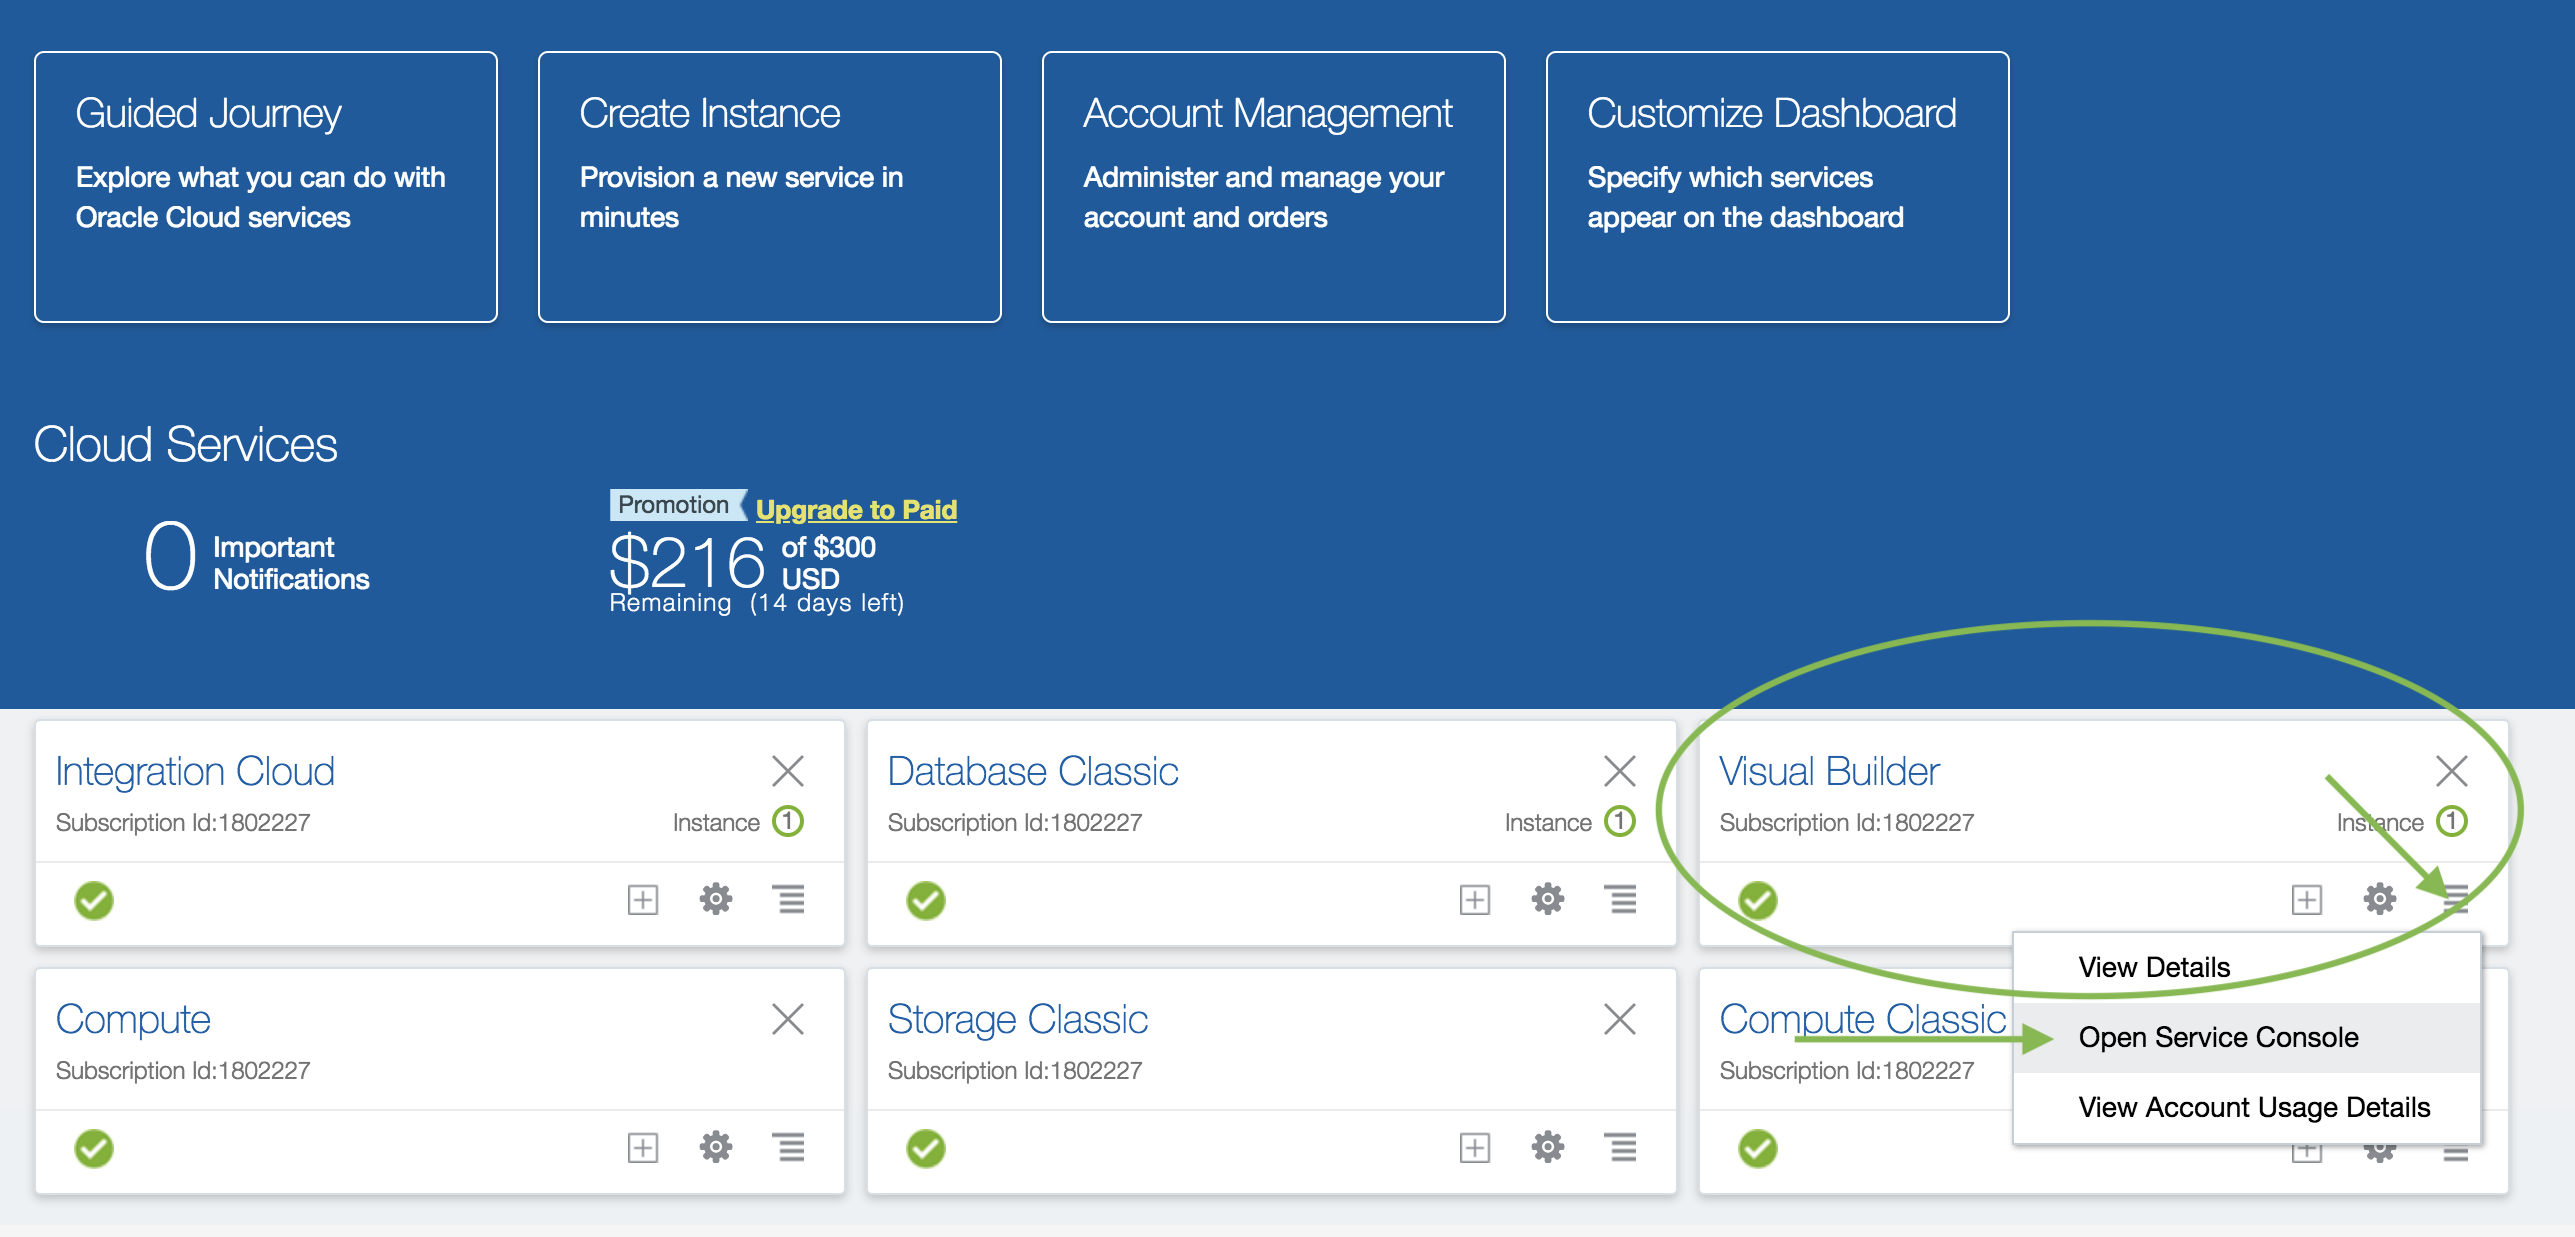 Guided Journey
Explore what you can do with
Oracle Cloud services
Create Instance
Provision a new service in
minutes
Account Management
Administer and manage your
account and orders
Customize Dashboard
Specify which services
appear on the dashboard
Cloud Services
0 Important
Notifications
Promotion Upgrade to Paid
$216 of $300
USD
Remaining (14 days left)
Integration Cloud
Subscription Id:1802227
Instance 1
Database Classic
Subscription Id:1802227
Instance 1
Visual Builder
Subscription Id:1802227
Instance 1
View Details
Open Service Console
View Account Usage Details
Compute
Subscription Id:1802227
Storage Classic
Subscription Id:1802227
Compute Classic
Subscription Id:1802227